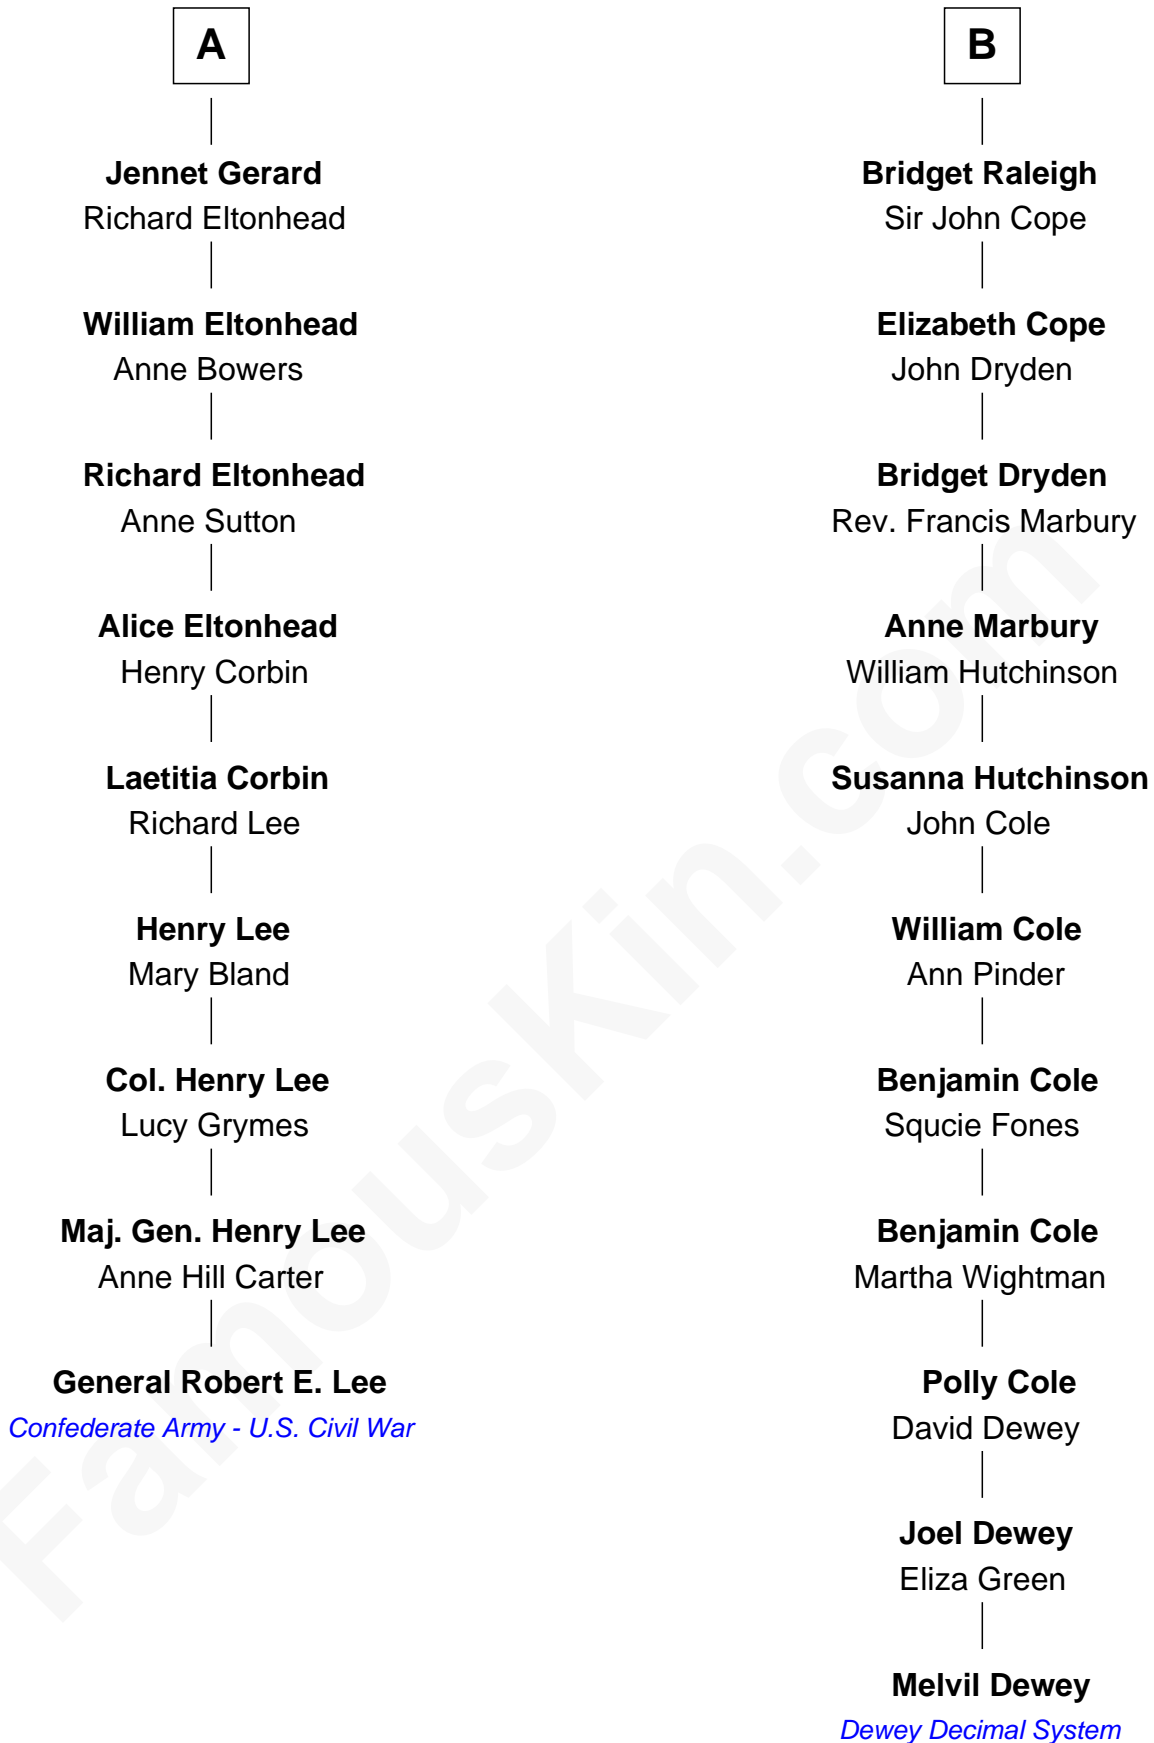 A
Jennet Gerard
Richard Eltonhead
William Eltonhead
Anne Bowers
Richard Eltonhead
Anne Sutton
Alice Eltonhead
Henry Corbin
Laetitia Corbin
Richard Lee
Henry Lee
Mary Bland
Col. Henry Lee
Lucy Grymes
Maj. Gen. Henry Lee
Anne Hill Carter
General Robert E. Lee
Confederate Army - U.S. Civil War
B
Bridget Raleigh
Sir John Cope
Elizabeth Cope
John Dryden
Bridget Dryden
Rev. Francis Marbury
Anne Marbury
William Hutchinson
Susanna Hutchinson
John Cole
William Cole
Ann Pinder
Benjamin Cole
Squcie Fones
Benjamin Cole
Martha Wightman
Polly Cole
David Dewey
Joel Dewey
Eliza Green
Melvil Dewey
Dewey Decimal System
FamousKin.com